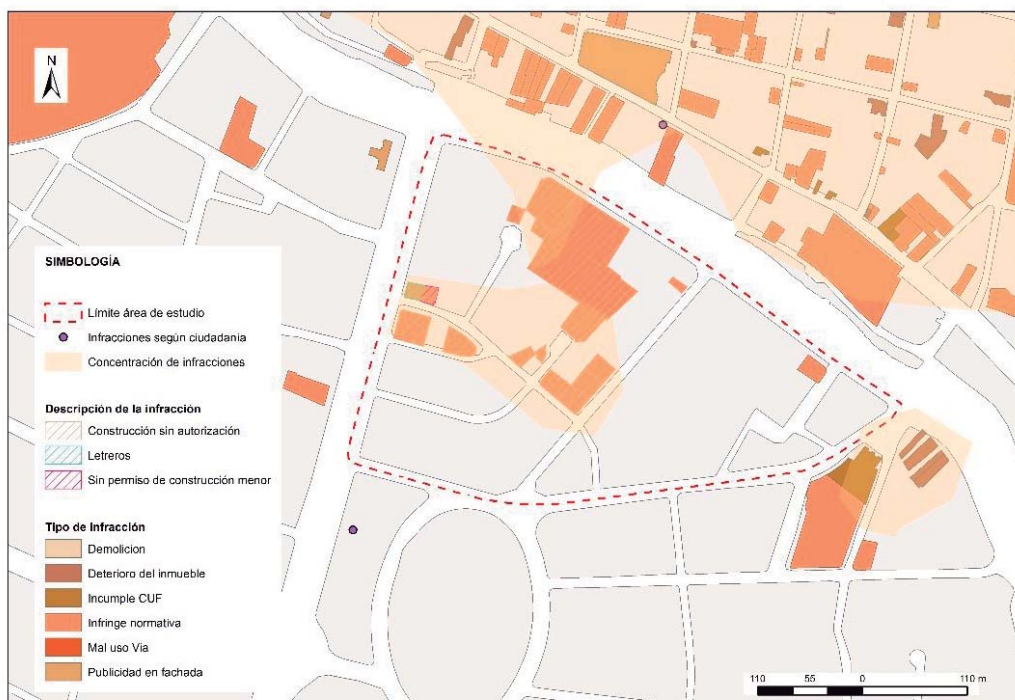 N
SIMBOLOGÍA
Límite área de estudio
Infracciones según ciudadanía
Concentración de infracciones
Descripción de la infracción
Construcción sin autorización
Letreros
Sin permiso de construcción menor
Tipo de Infracción
Demolicion
Deterioro del inmueble
Incumple CUF
Infringe normativa
Mal uso Via
Publicidad en fachada
110 55 0 110 m